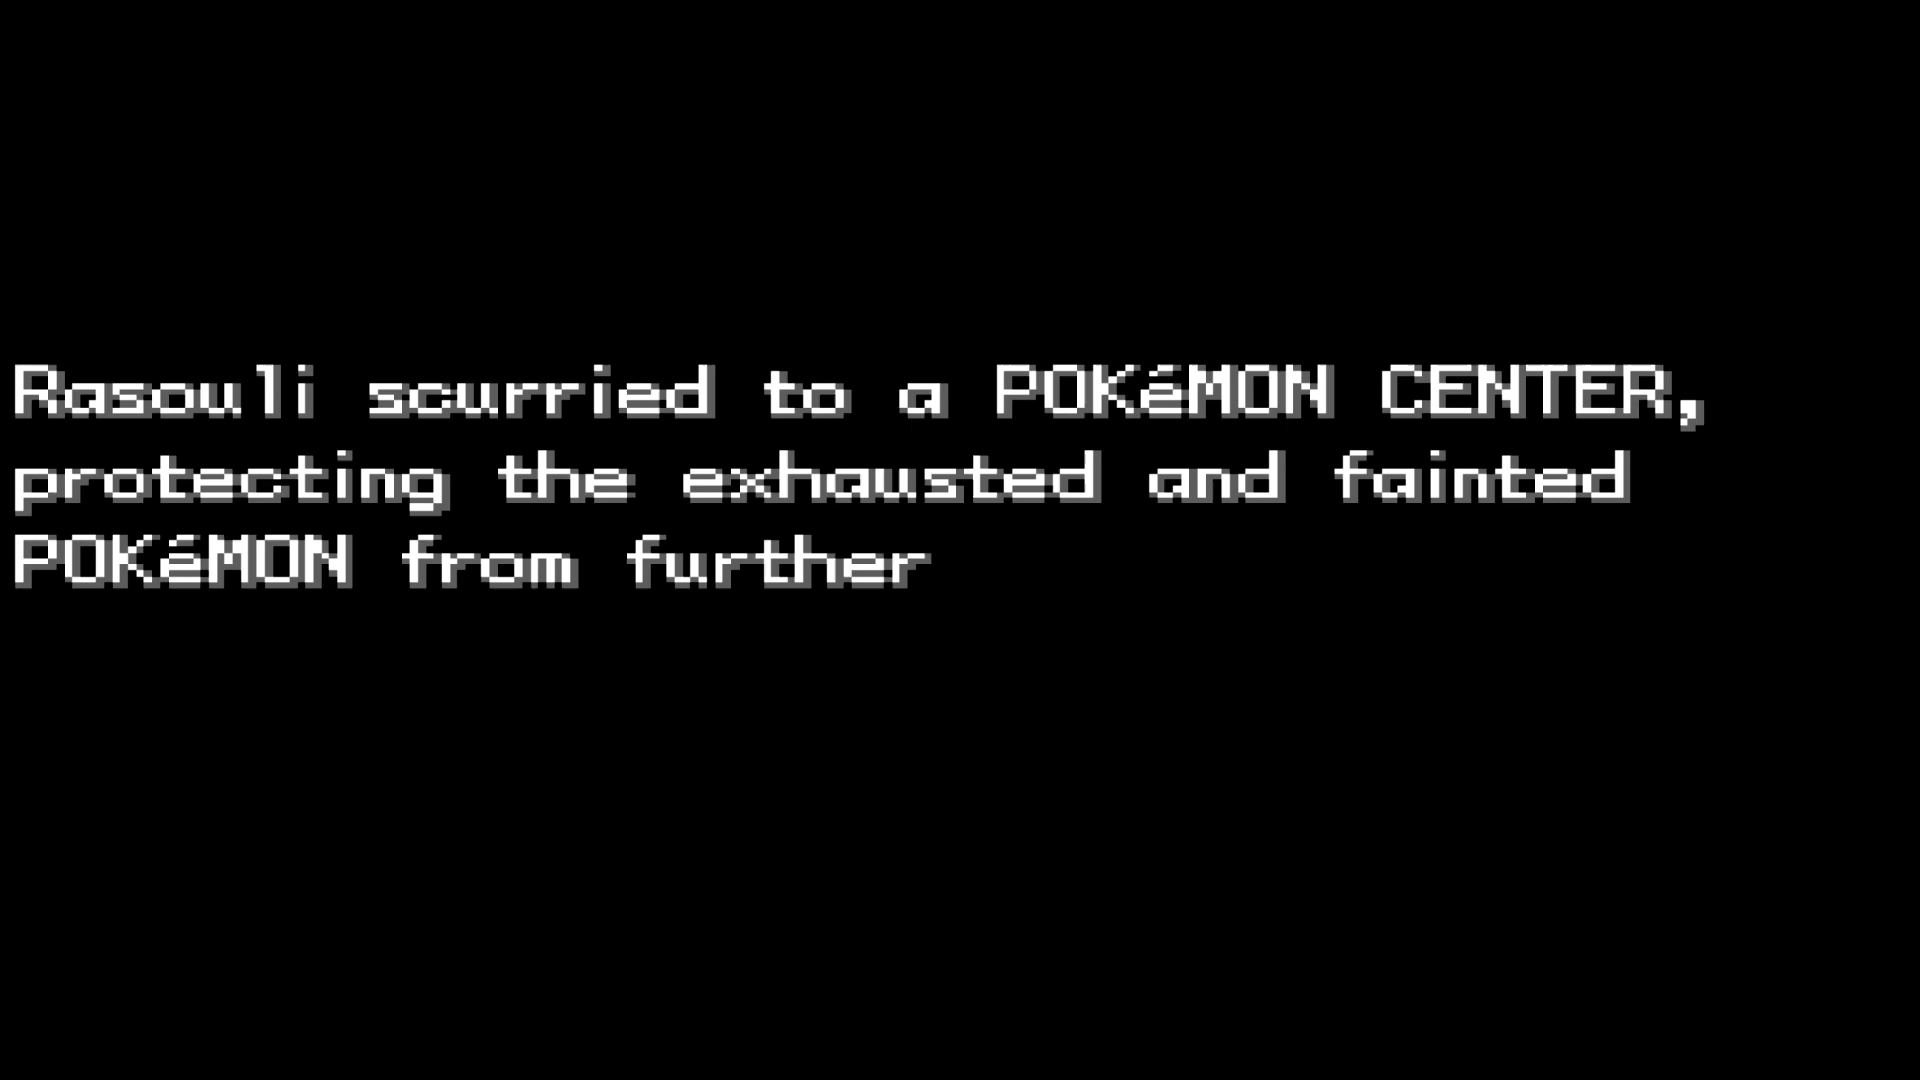 Rasouli scurried to a POKéMON CENTER,
protecting the exhausted and fainted
POKéMON from further